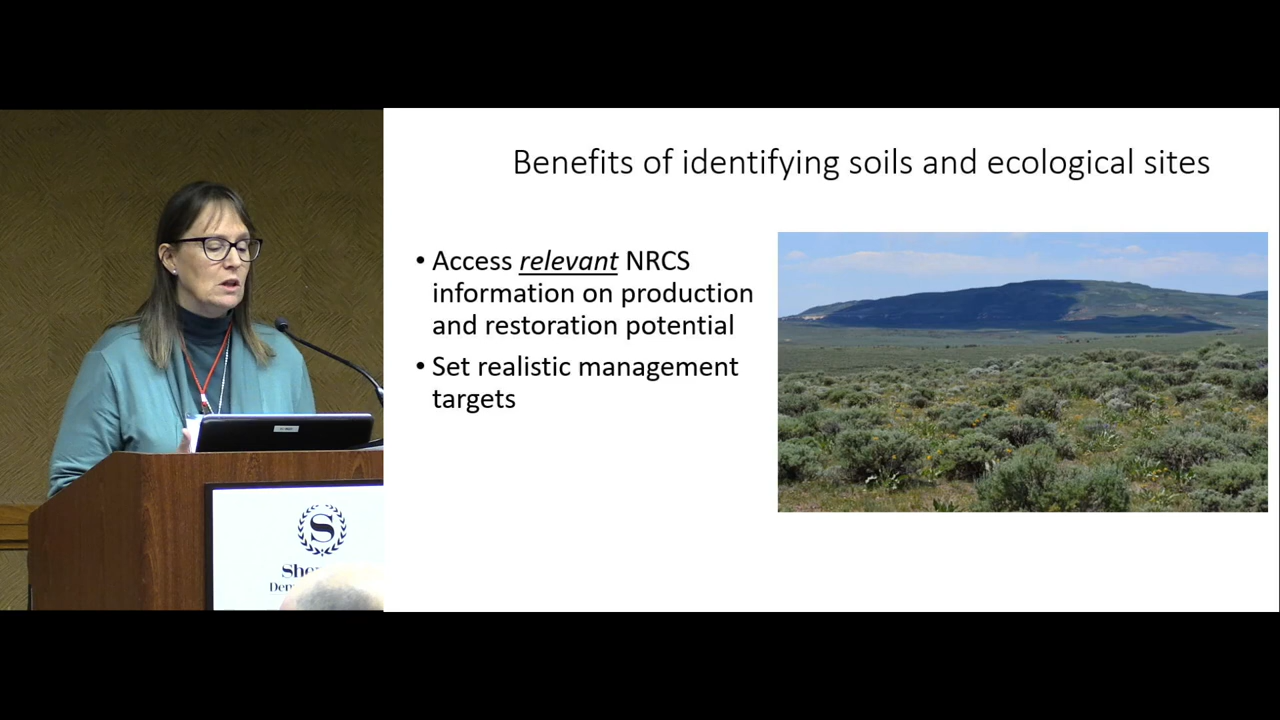 Benefits of identifying soils and ecological sites
• Access relevant NRCS
information on production
and restoration potential
• Set realistic management
targets
S